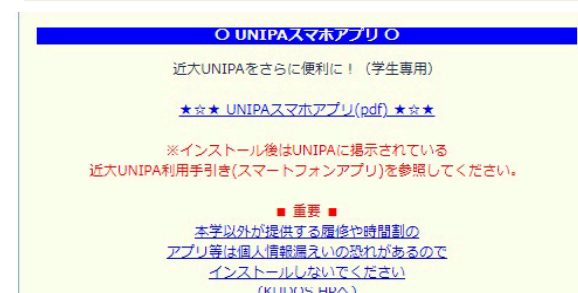 ○ UNIPAスマホアプリ ○
近大UNIPAをさらに便利に！（学生専用）
★☆★ UNIPAスマホアプリ(pdf) ★☆★
※インストール後はUNIPAに掲示されている
近大UNIPA利用手引き(スマートフォンアプリ)を参照してください。
■ 重要 ■
本学以外が提供する履修や時間割の
アプリ等は個人情報漏えいの恐れがあるので
インストールしないでください
(KUDOS HPへ)